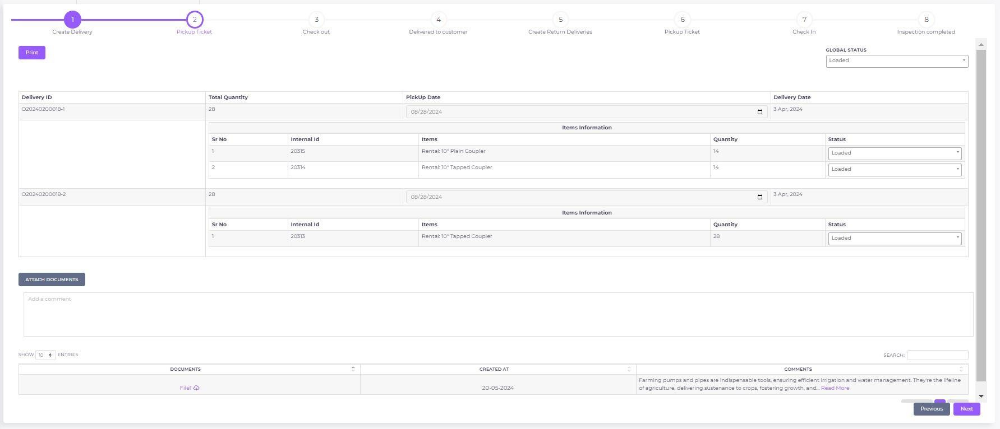 1 2 3 4 5 6 7 8
Create Delivery Pickup Ticket Check out Delivered to customer Create Return Deliveries Pickup Ticket Check In Inspection completed
Print
GLOBAL STATUS
Loaded
Delivery ID Total Quantity PickUp Date Delivery Date
O20240200018-1 28 08/28/2024 3 Apr, 2024
Items Information
Sr No Internal Id Items Quantity Status
1 20315 Rental: 10" Plain Coupler 14 Loaded
2 20314 Rental: 10" Tapped Coupler 14 Loaded
O20240200018-2 28 08/28/2024 3 Apr, 2024
Items Information
Sr No Internal Id Items Quantity Status
1 20313 Rental: 10" Tapped Coupler 28 Loaded
ATTACH DOCUMENTS
Add a comment
SHOW 10 ENTRIES SEARCH:
DOCUMENTS CREATED AT COMMENTS
File1 20-05-2024 Farming pumps and pipes are indispensable tools, ensuring efficient irrigation and water management. They're the lifeline
of agriculture, delivering sustenance to crops, fostering growth, and... Read More
Previous Next